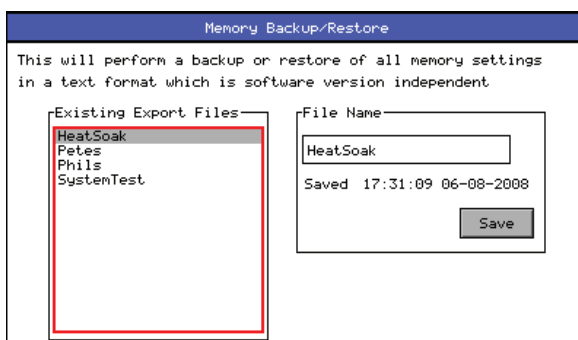 Memory Backup/Restore
This will perform a backup or restore of all memory settings
in a text format which is software version independent
Existing Export Files
HeatSoak
Petes
Phils
SystemTest
File Name
HeatSoak
Saved 17:31:09 06-08-2008
Save